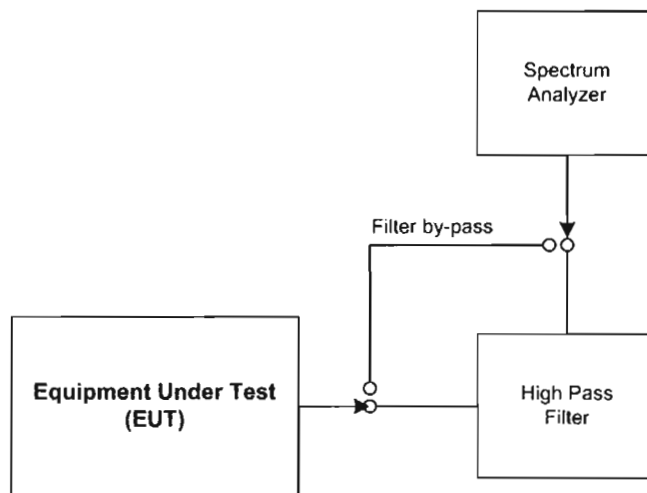 Spectrum
Analyzer
Filter by-pass
Equipment Under Test
(EUT)
High Pass
Filter